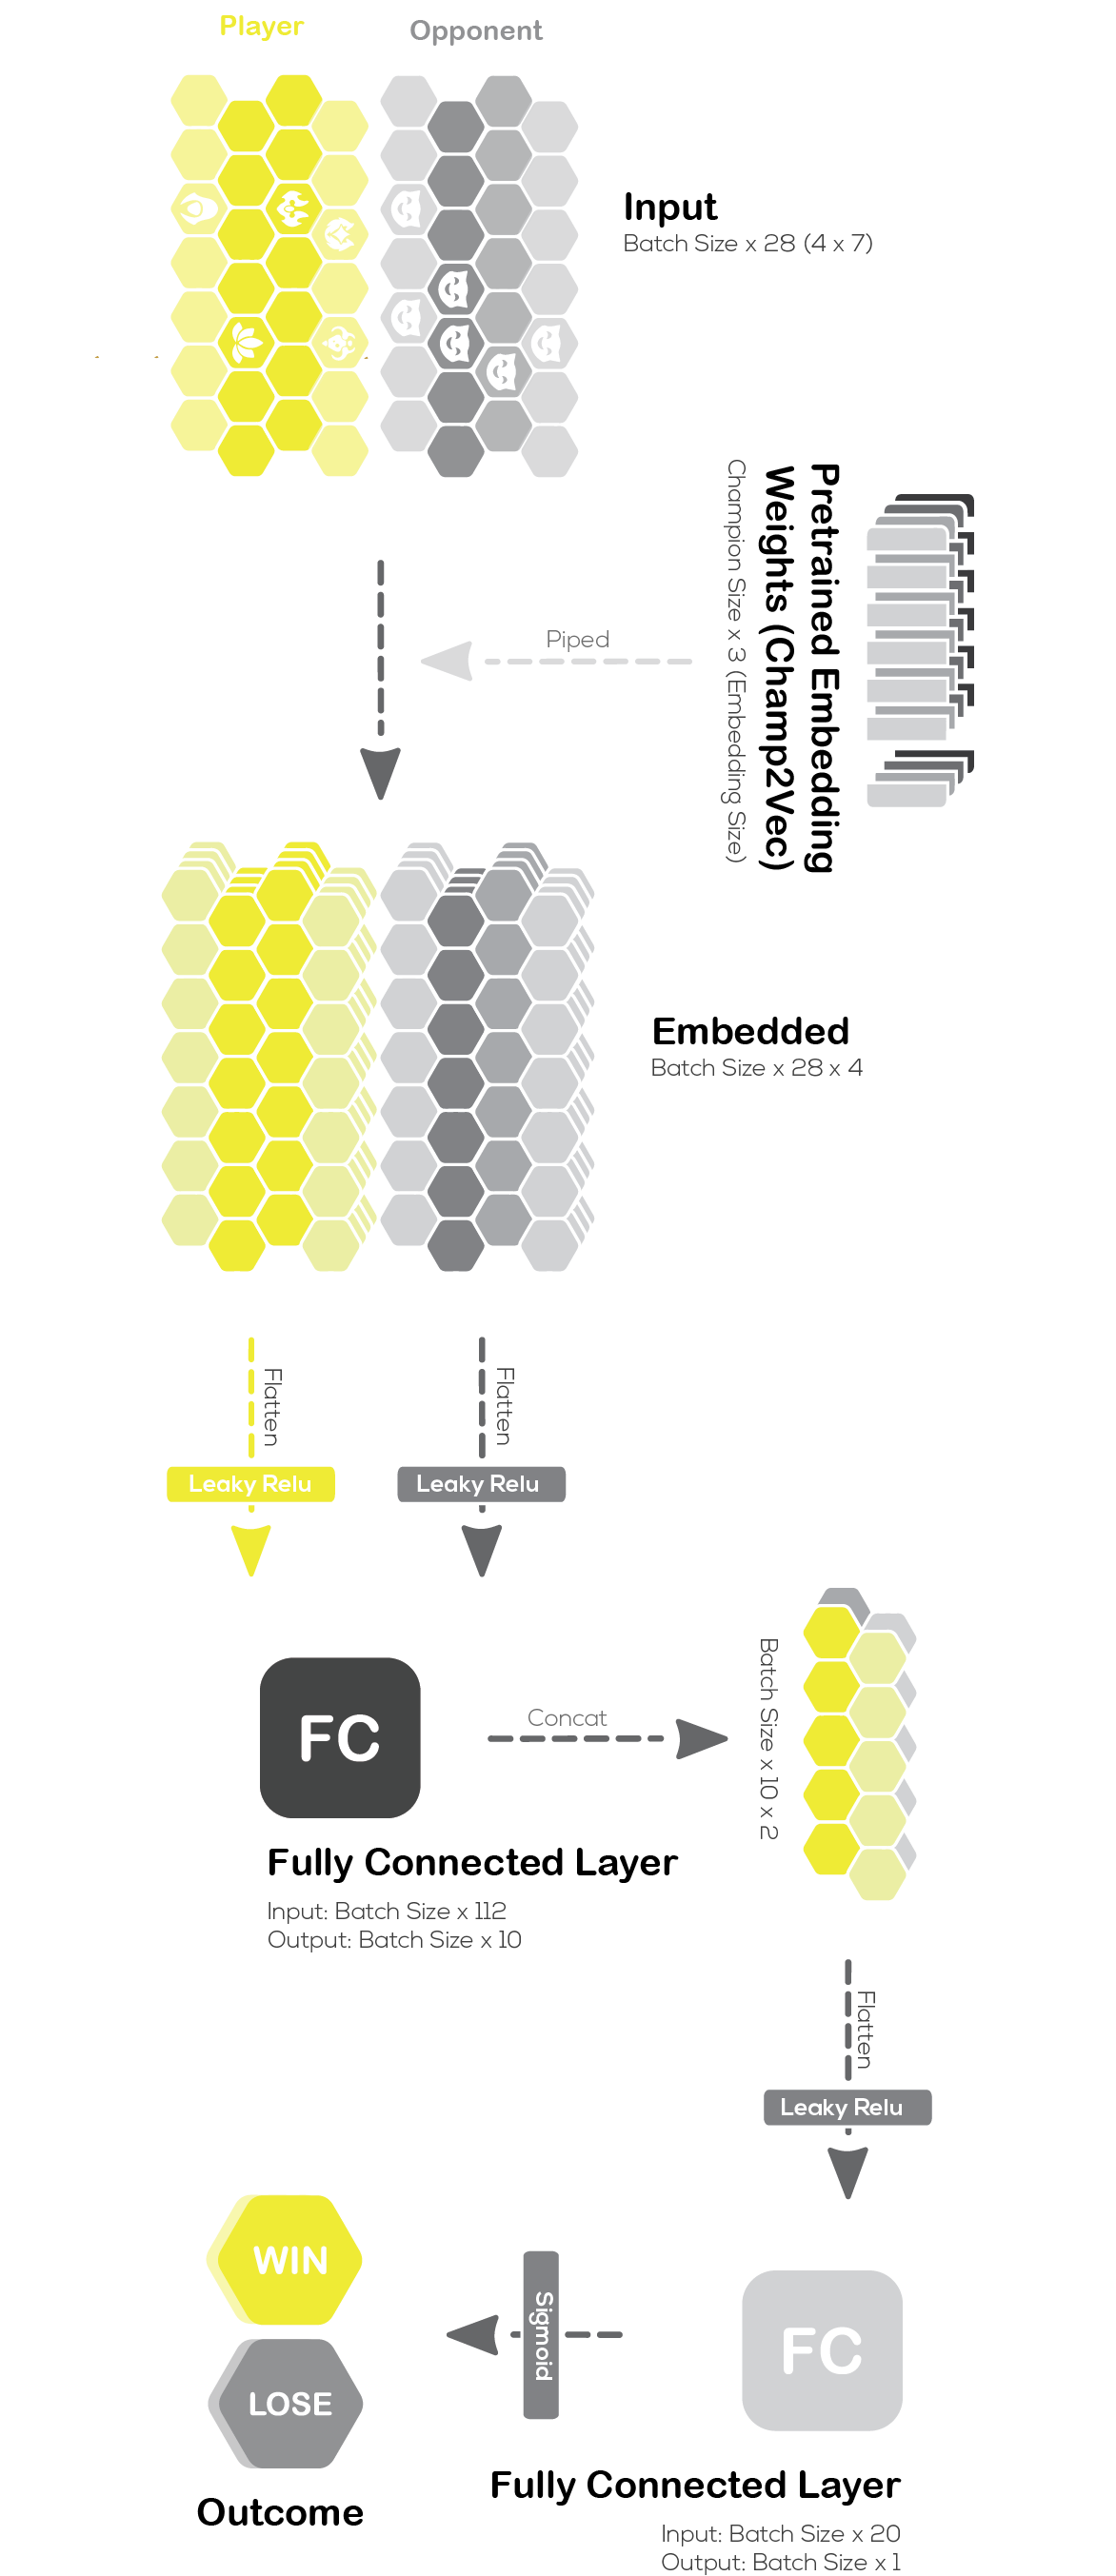 Player
Opponent
Input
Batch Size x 28 (4 x 7)
Pretrained Embedding
Weights (Champ2Vec)
Champion Size x 3 (Embedding Size)
Piped
Embedded
Batch Size x 28 x 4
Flatten
Flatten
Leaky Relu
Leaky Relu
FC
Concat
Batch Size x 10 x 2
Fully Connected Layer
Input: Batch Size x 112
Output: Batch Size x 10
Flatten
Leaky Relu
WIN
Sigmoid
FC
LOSE
Fully Connected Layer
Outcome
Input: Batch Size x 20
Output: Batch Size x 1